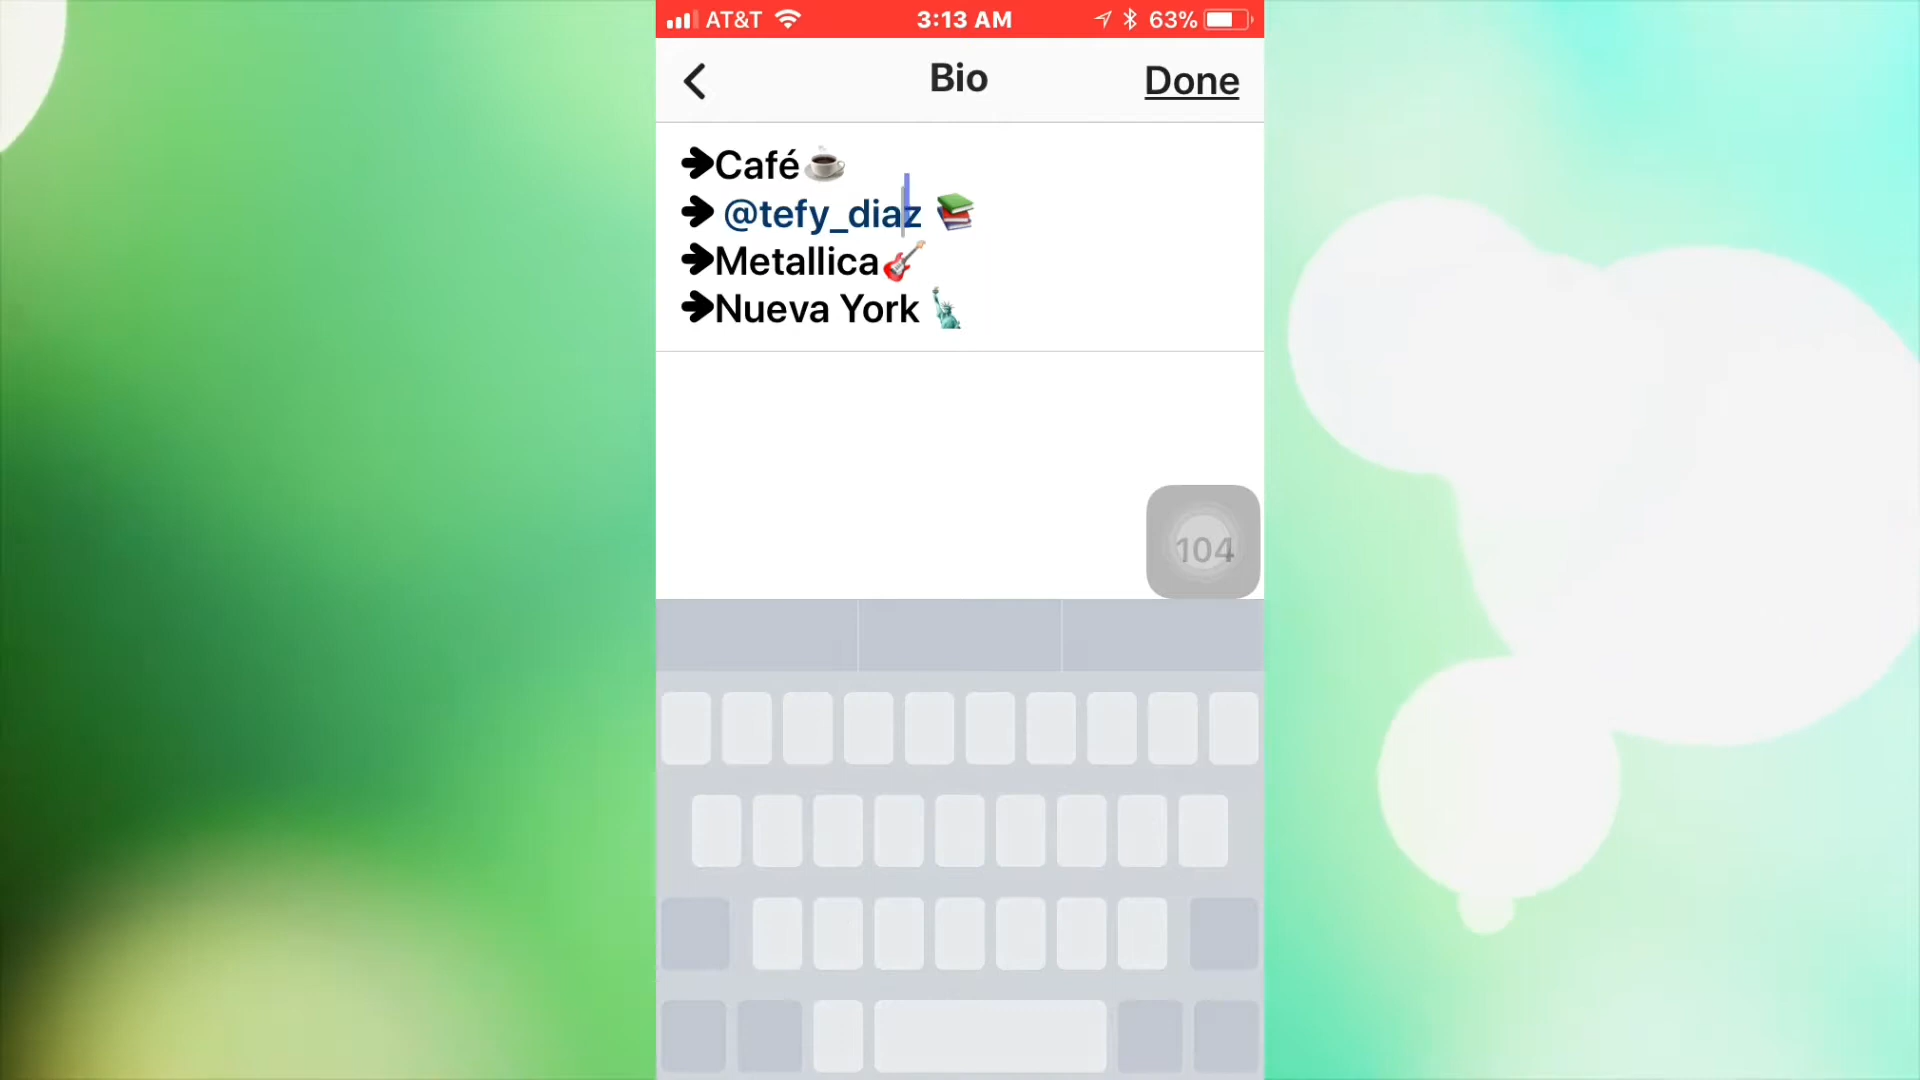 AT&T 3:13 AM 63%
Bio Done
➔Café☕
➔ @tefy_diaz 📚
➔Metallica🎸
➔Nueva York 🗽
104